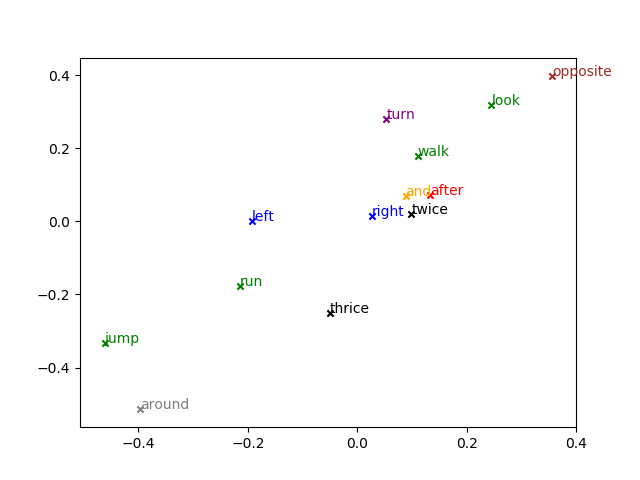 opposite
0.4
look
turn
0.2
walk
and
after
twice
right
left
0.0
run
−0.2
thrice
jump
−0.4
around
−0.4
−0.2
0.0
0.2
0.4